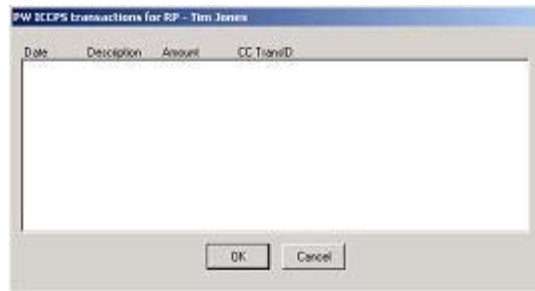 PW ICCPS transactions for RP - Tim Jones
Date Description Amount CC TransID
OK Cancel